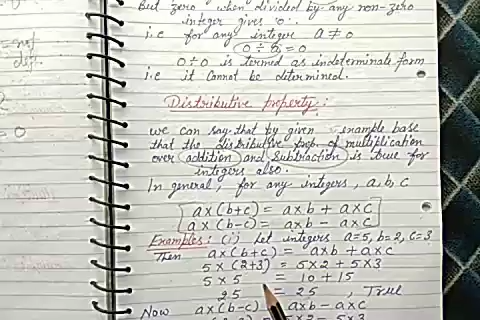 But zero when divided by any non-zero
integer gives '0'.
i.e for any integer a ≠ 0
0 ÷ a = 0
0÷0 is termed as indeterminate form
i.e it cannot be determined.
Distributive property:
we can say that by given example base
that the distributive prop. of multiplication
over addition and subtraction is true for
integers also.
In general, for any integers, a, b, c
a×(b+c) = a×b + a×c
a×(b-c) = a×b - a×c
Examples: (i) Let integers a=5, b=2, c=3
Then a×(b+c) = a×b + a×c
5×(2+3) = 5×2 + 5×3
5×5 = 10+15
25 = 25, True
Now a×(b-c) a×b - a×c